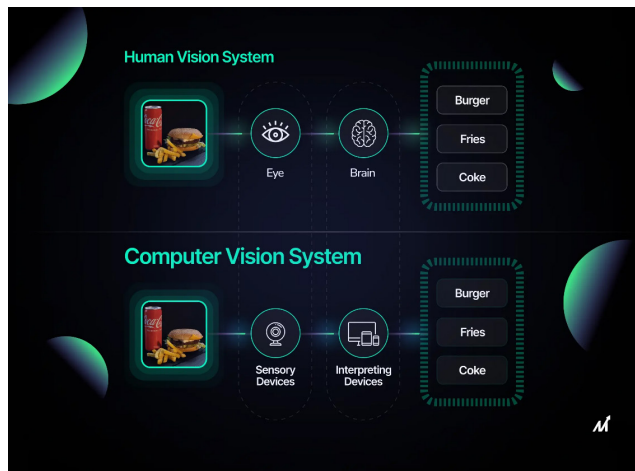 Human Vision System
Burger
Fries
Coke
Eye
Brain
Computer Vision System
Burger
Fries
Coke
Sensory
Devices
Interpreting
Devices